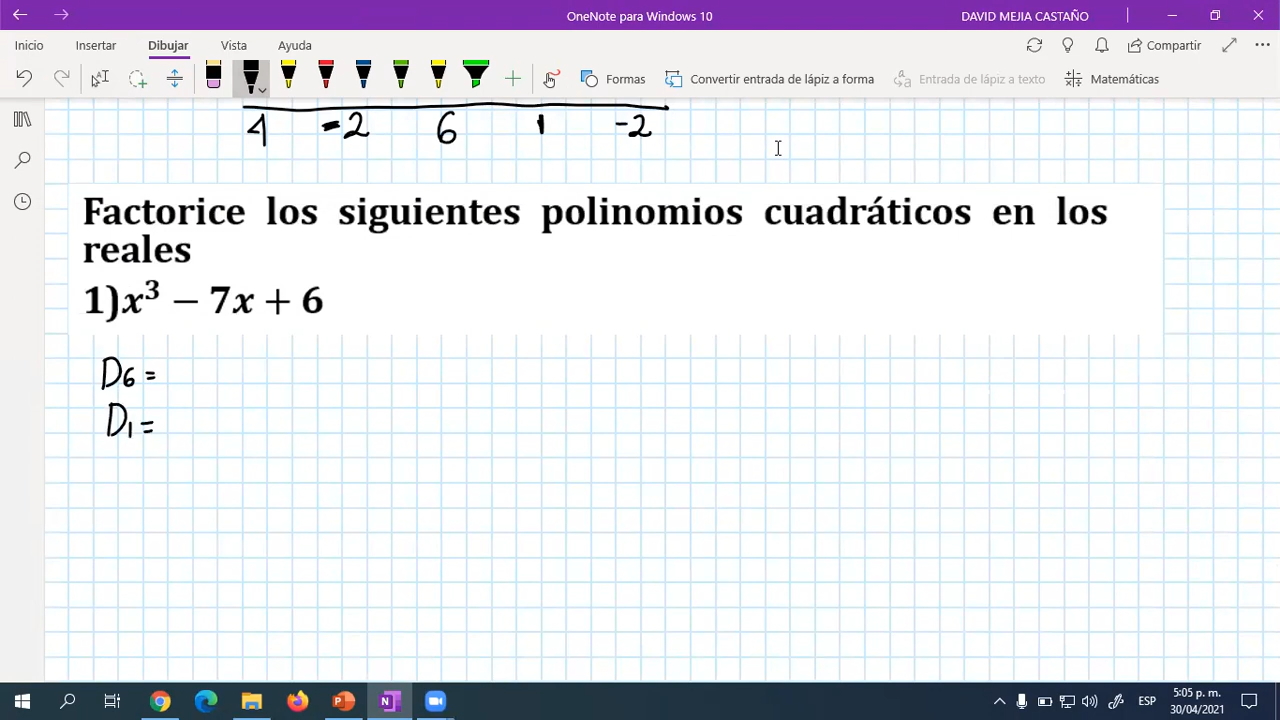 OneNote para Windows 10
DAVID MEJIA CASTAÑO
Inicio Insertar Dibujar Vista Ayuda
Compartir
Formas Convertir entrada de lápiz a forma Entrada de lápiz a texto Matemáticas
4 -2 6 1 -2
Factorice los siguientes polinomios cuadráticos en los
reales
1)x³ − 7x + 6
D6 =
D1 =
ESP
5:05 p. m.
30/04/2021